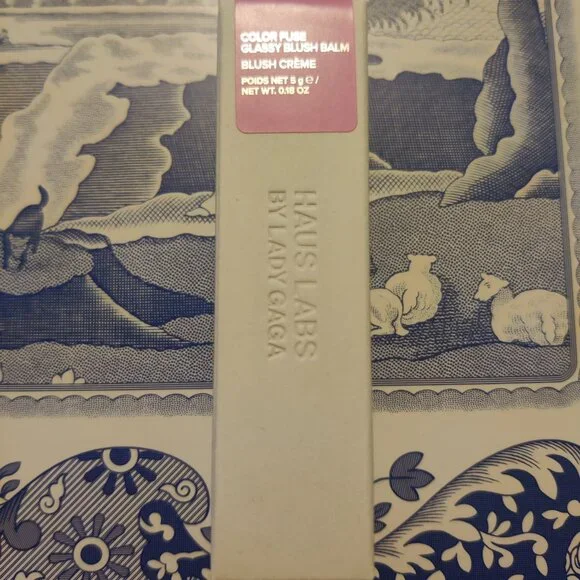 COLOR FUSE
GLASSY BLUSH BALM
BLUSH CRÈME
POIDS NET 5 g ℮ /
NET WT. 0.18 OZ
HAUS LABS
BY LADY GAGA